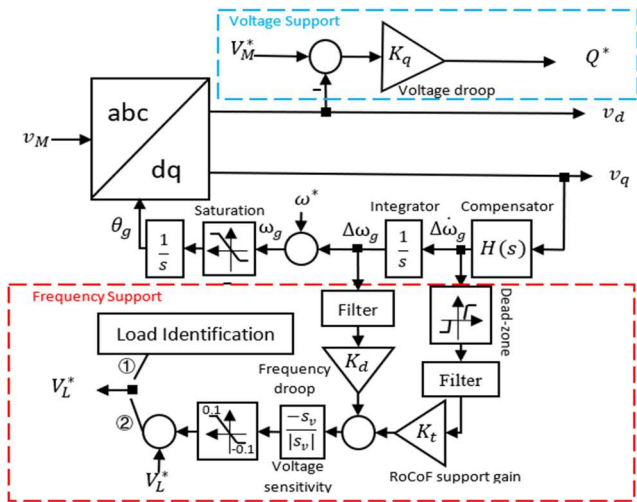 Voltage Support
V_M^*
K_q
Q^*
-
Voltage droop
abc
dq
v_M
v_d
v_q
θ_g
ω^*
Saturation
Integrator
Compensator
1/s
ω_g
Δω_g
1/s
Δω̇_g
H(s)
Frequency Support
Filter
Dead-zone
Load Identification
①
Frequency
droop
K_d
Filter
V_L^*
②
0.1
-0.1
-s_v
|s_v|
K_t
V_L^*
Voltage
sensitivity
RoCoF support gain